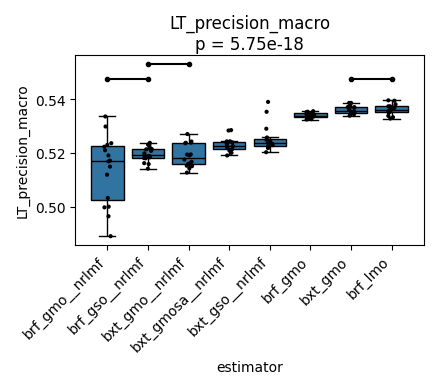 LT_precision_macro
p = 5.75e-18
LT_precision_macro
0.54
0.52
0.50
brf_gmo__nrlmf
brf_gso__nrlmf
bxt_gmo__nrlmf
bxt_gmosa__nrlmf
bxt_gso__nrlmf
brf_gmo
bxt_gmo
brf_lmo
estimator